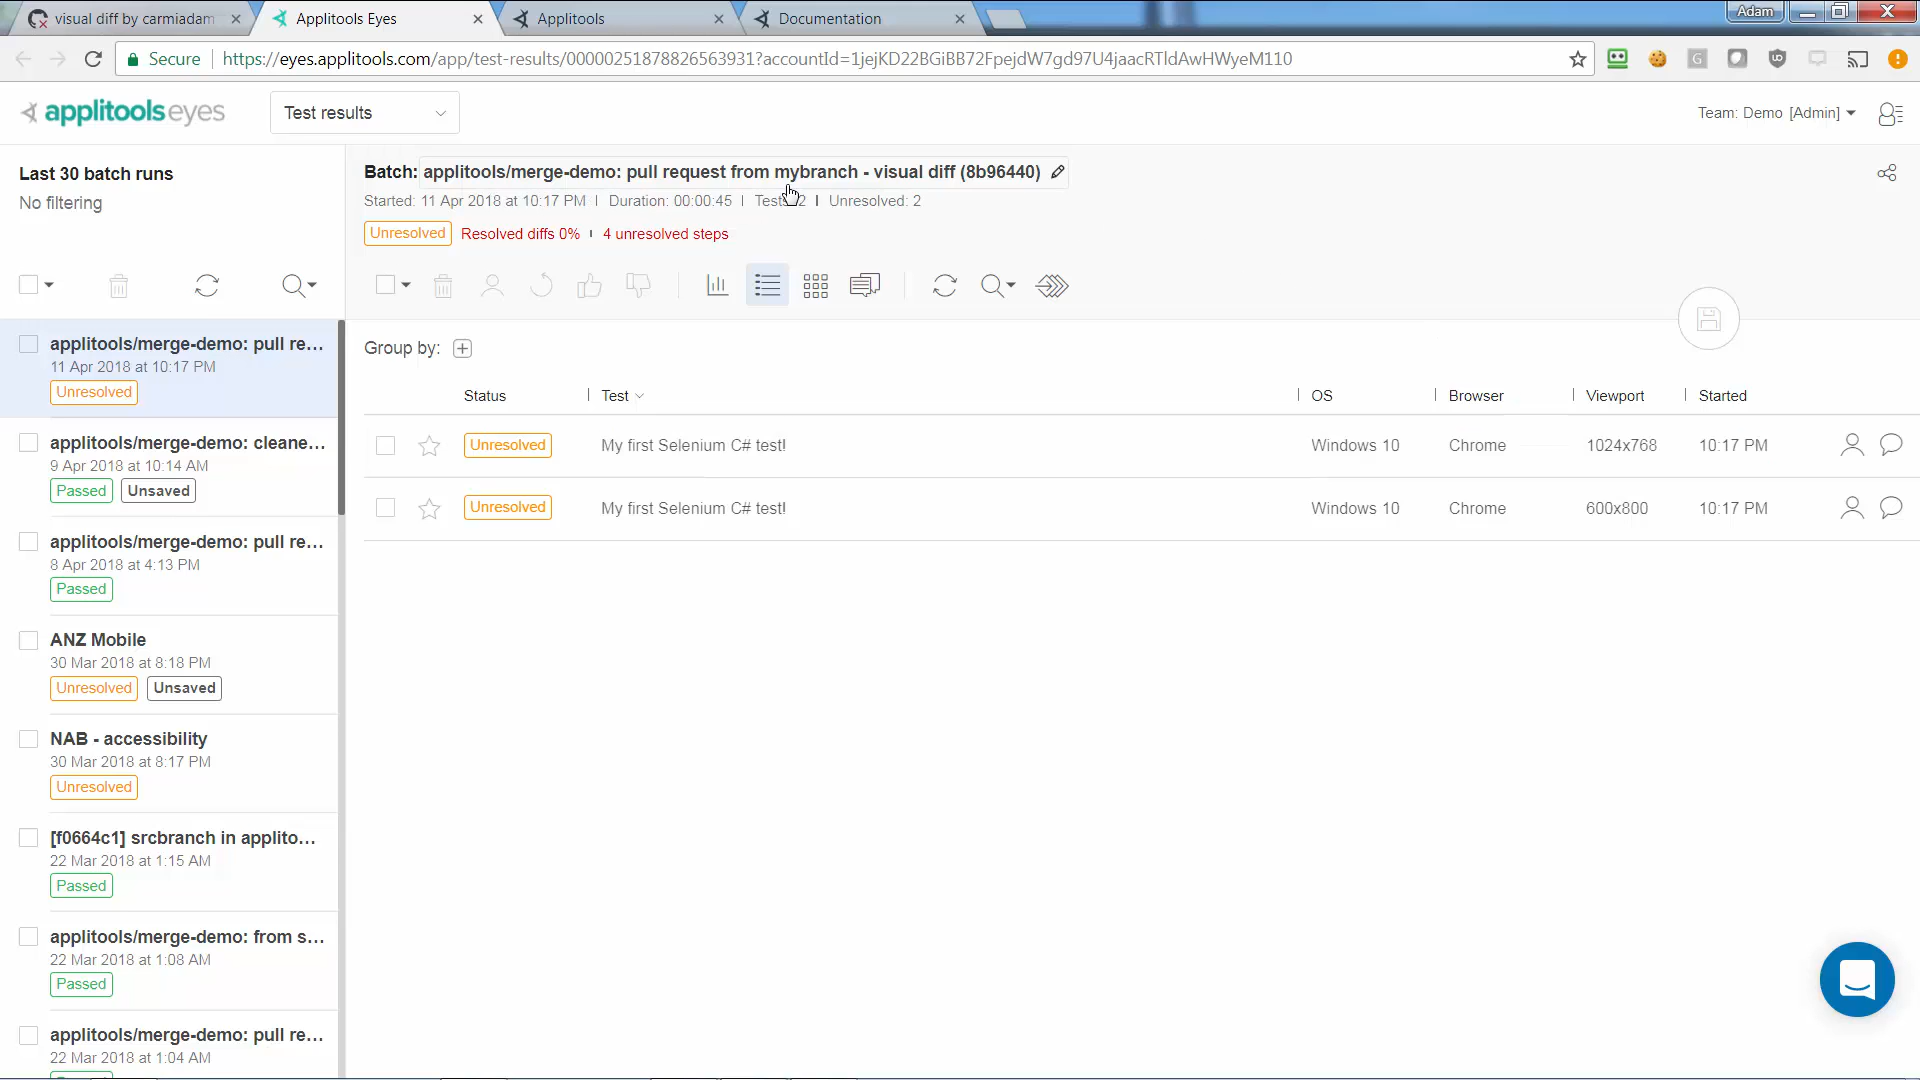 visual diff by carmiadam
Applitools Eyes
Applitools
Documentation
Adam
Secure
https://eyes.applitools.com/app/test-results/00000251878826563931?accountId=1jejKD22BGiBB72FpejdW7gd97U4jaacRTldAwHWyeM110
applitools eyes
Test results
Team: Demo [Admin]
Last 30 batch runs
No filtering
Batch: applitools/merge-demo: pull request from mybranch - visual diff (8b96440)
Started: 11 Apr 2018 at 10:17 PM | Duration: 00:00:45 | Tests: 2 | Unresolved: 2
Unresolved Resolved diffs 0% | 4 unresolved steps
Group by:
Status | Test | OS | Browser | Viewport | Started
Unresolved My first Selenium C# test! Windows 10 Chrome 1024x768 10:17 PM
Unresolved My first Selenium C# test! Windows 10 Chrome 600x800 10:17 PM
applitools/merge-demo: pull re...
11 Apr 2018 at 10:17 PM
Unresolved
applitools/merge-demo: cleane...
9 Apr 2018 at 10:14 AM
Passed Unsaved
applitools/merge-demo: pull re...
8 Apr 2018 at 4:13 PM
Passed
ANZ Mobile
30 Mar 2018 at 8:18 PM
Unresolved Unsaved
NAB - accessibility
30 Mar 2018 at 8:17 PM
Unresolved
[f0664c1] srcbranch in applito...
22 Mar 2018 at 1:15 AM
Passed
applitools/merge-demo: from s...
22 Mar 2018 at 1:08 AM
Passed
applitools/merge-demo: pull re...
22 Mar 2018 at 1:04 AM